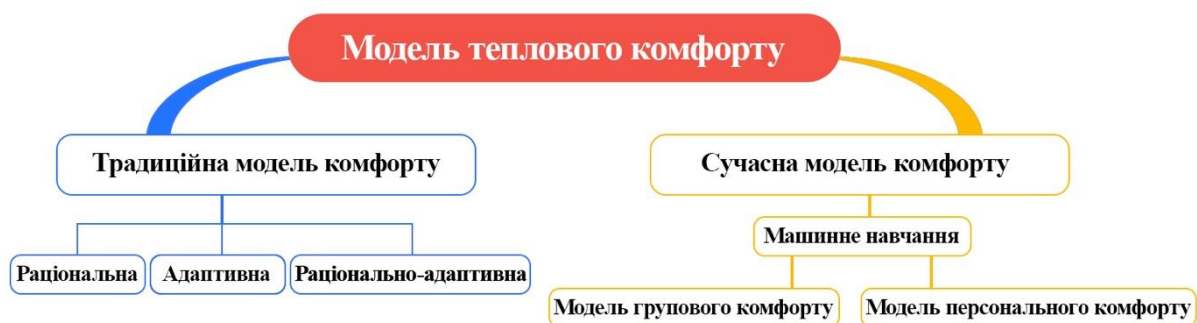 Модель теплового комфорту
Традиційна модель комфорту
Сучасна модель комфорту
Машинне навчання
Раціональна
Адаптивна
Раціонально-адаптивна
Модель групового комфорту
Модель персонального комфорту